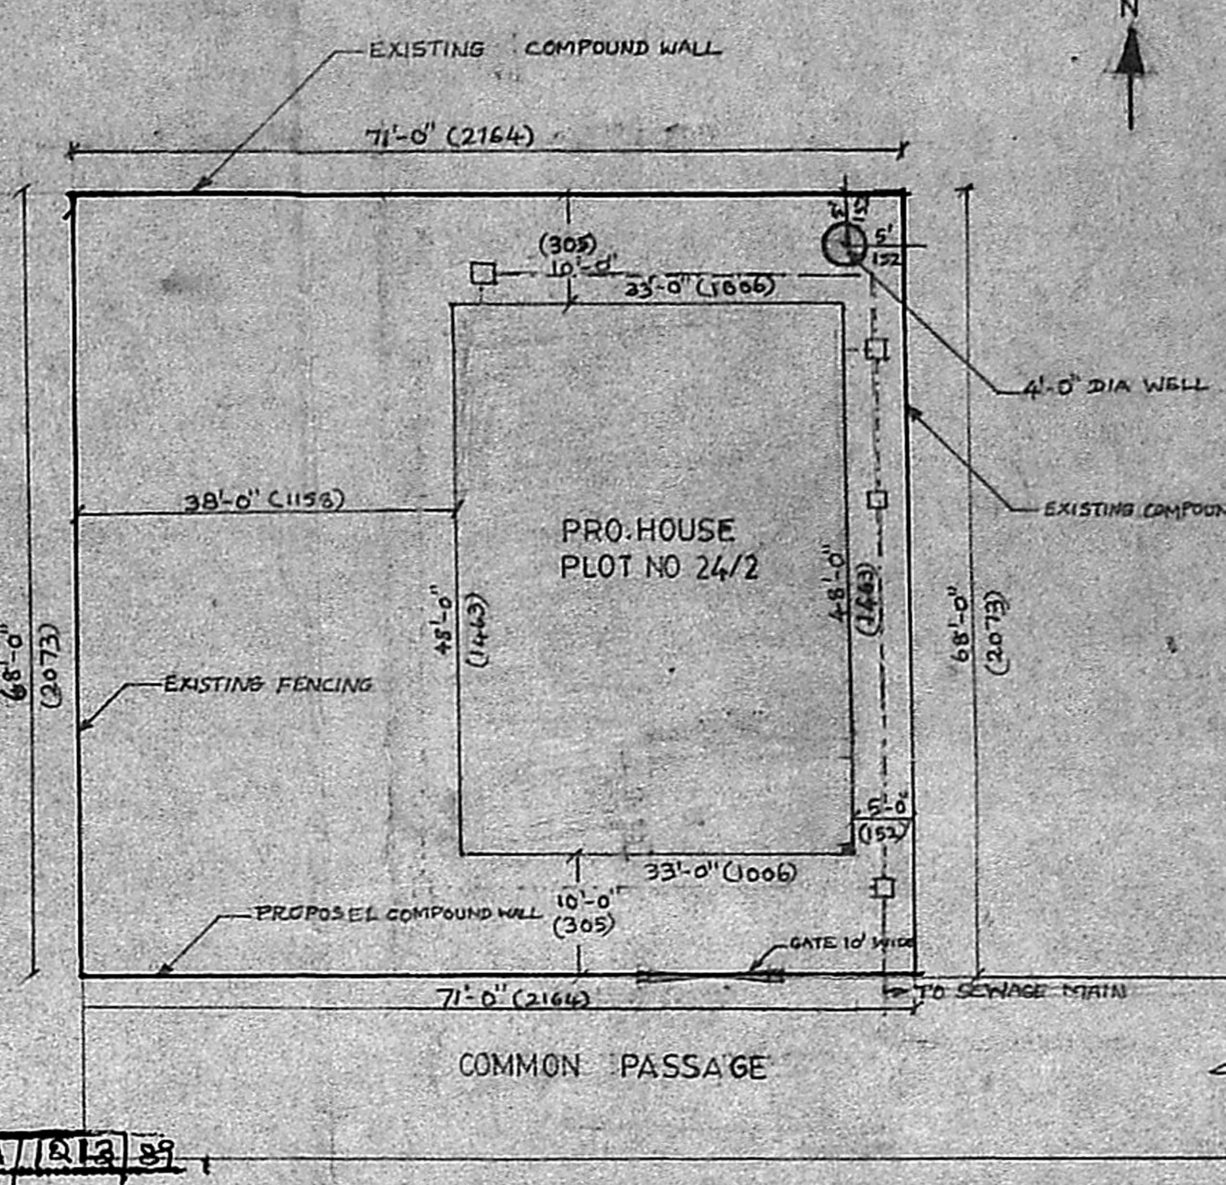 N
EXISTING COMPOUND WALL
71'-0" (2164)
5'
152
5'
152
(305)
10'-0"
33'-0" (1006)
4'-0" DIA WELL
38'-0" (1158)
EXISTING COMPOUN
PRO.HOUSE
PLOT NO 24/2
48'-0"
(1463)
48'-0"
(1463)
68'-0"
(2073)
68'-0"
(2073)
EXISTING FENCING
5'-0"
(152)
33'-0" (1006)
10'-0"
(305)
PROPOSEL COMPOUND WALL
GATE 10' WIDE
71'-0" (2164)
TO SEWAGE MAIN
COMMON PASSAGE
89